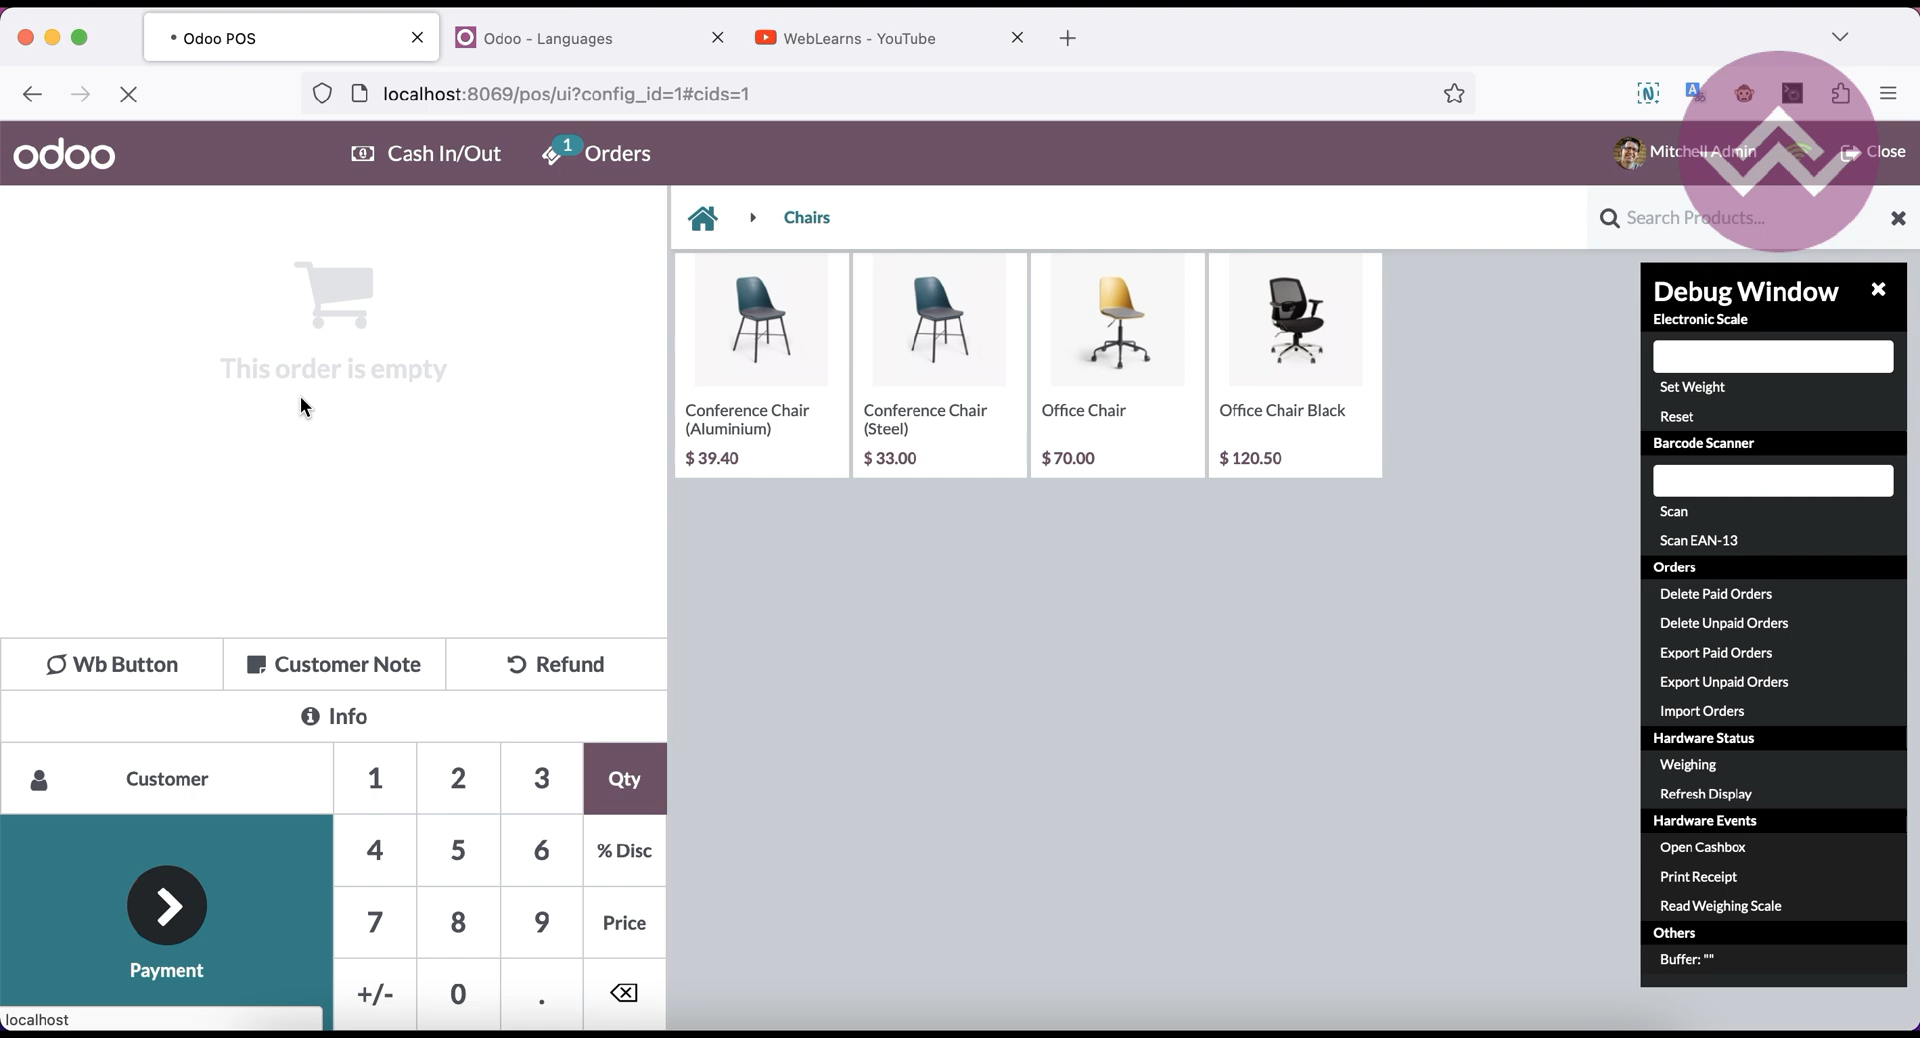 Odoo POS
Odoo - Languages
WebLearns - YouTube
localhost:8069/pos/ui?config_id=1#cids=1
odoo
Cash In/Out
1
Orders
Mitchell Admin
Close
Chairs
Search Products...
This order is empty
Conference Chair
(Aluminium)
$ 39.40
Conference Chair
(Steel)
$ 33.00
Office Chair
$ 70.00
Office Chair Black
$ 120.50
Debug Window
Electronic Scale
Set Weight
Reset
Barcode Scanner
Scan
Scan EAN-13
Orders
Delete Paid Orders
Delete Unpaid Orders
Export Paid Orders
Export Unpaid Orders
Import Orders
Hardware Status
Weighing
Refresh Display
Hardware Events
Open Cashbox
Print Receipt
Read Weighing Scale
Others
Buffer: ""
Wb Button
Customer Note
Refund
Info
Customer
1 2 3 Qty
4 5 6 % Disc
7 8 9 Price
+/- 0 .
Payment
localhost